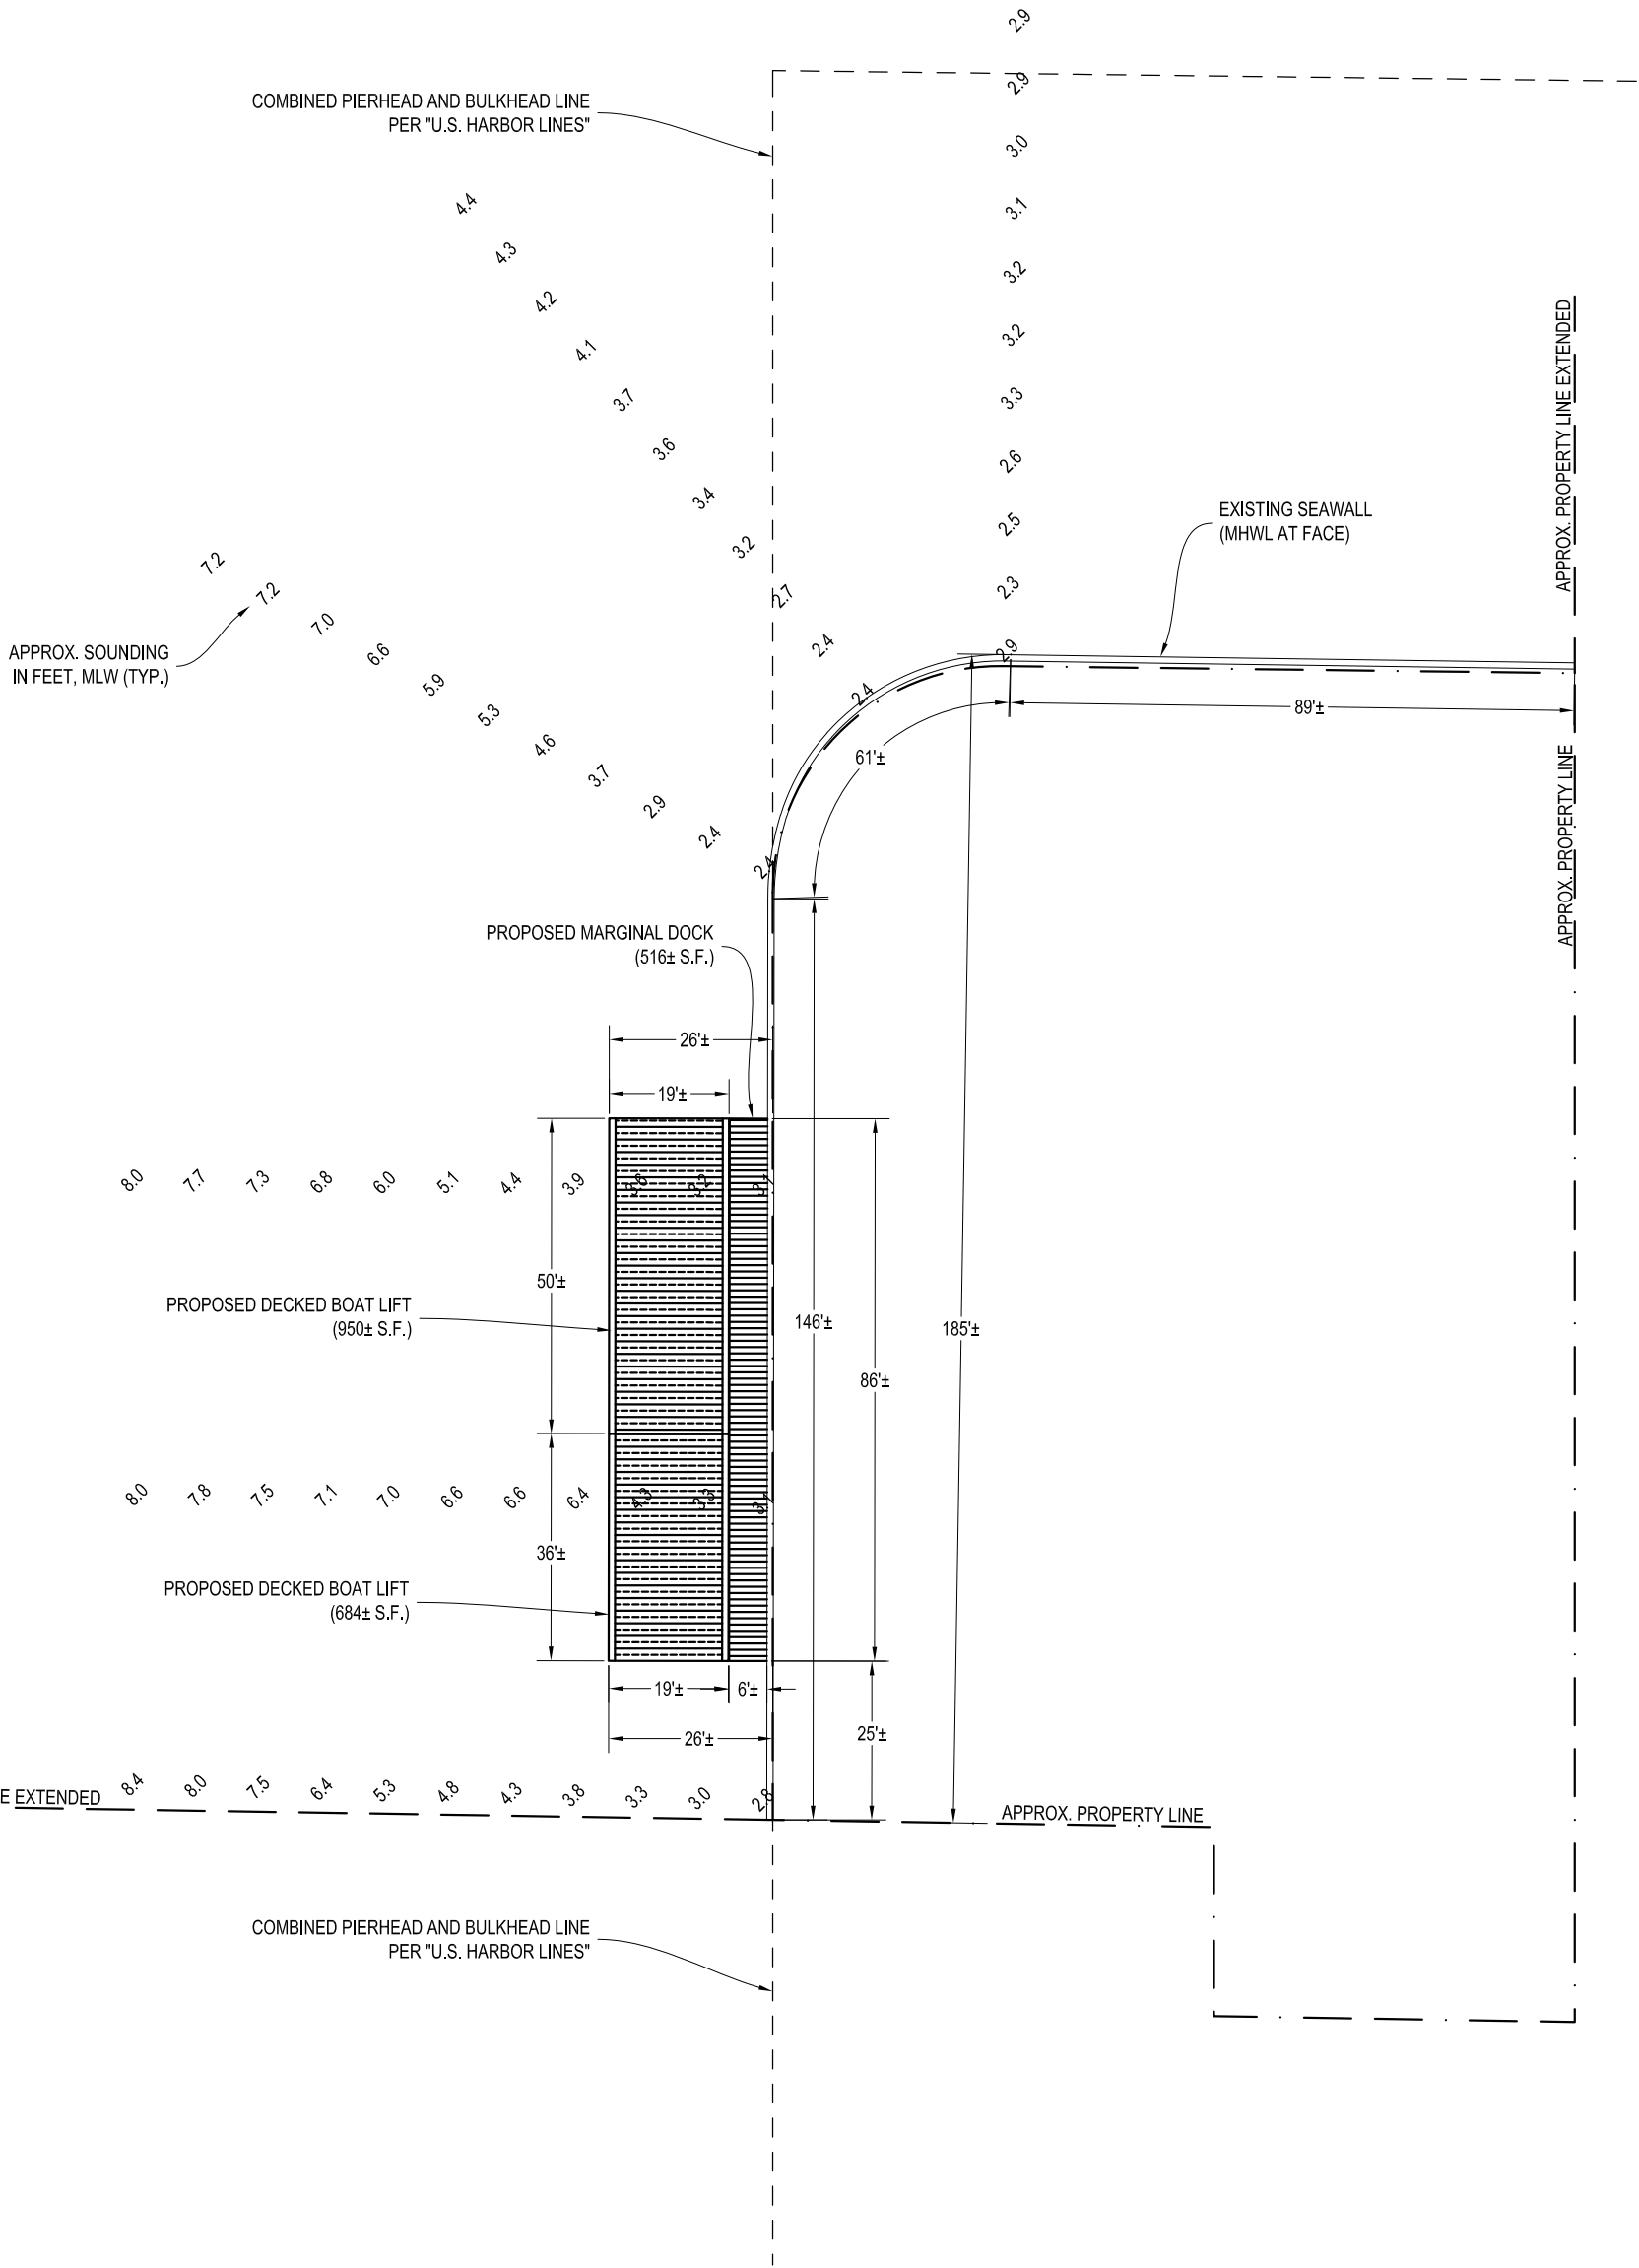 2.9
2.9
3.0
3.1
3.2
3.2
3.3
2.6
2.5
2.3
2.9
COMBINED PIERHEAD AND BULKHEAD LINE
PER "U.S. HARBOR LINES"
4.4
4.3
4.2
4.1
3.7
3.6
3.4
3.2
2.7
2.4
2.4
APPROX. PROPERTY LINE EXTENDED
EXISTING SEAWALL
(MHWL AT FACE)
7.2
7.2
7.0
6.6
5.9
5.3
4.6
3.7
2.9
2.4
2.4
APPROX. SOUNDING
IN FEET, MLW (TYP.)
89'±
61'±
APPROX. PROPERTY LINE
PROPOSED MARGINAL DOCK
(516± S.F.)
26'±
19'±
8.0 7.7 7.3 6.8 6.0 5.1 4.4 3.9 3.6 3.2 3.1
50'±
PROPOSED DECKED BOAT LIFT
(950± S.F.)
146'±
185'±
86'±
8.0 7.8 7.5 7.1 7.0 6.6 6.6 6.4 4.3 3.3 3.1
36'±
PROPOSED DECKED BOAT LIFT
(684± S.F.)
19'± 6'±
26'±
25'±
E EXTENDED
8.4 8.0 7.5 6.4 5.3 4.8 4.3 3.8 3.3 3.0 2.8
APPROX. PROPERTY LINE
COMBINED PIERHEAD AND BULKHEAD LINE
PER "U.S. HARBOR LINES"